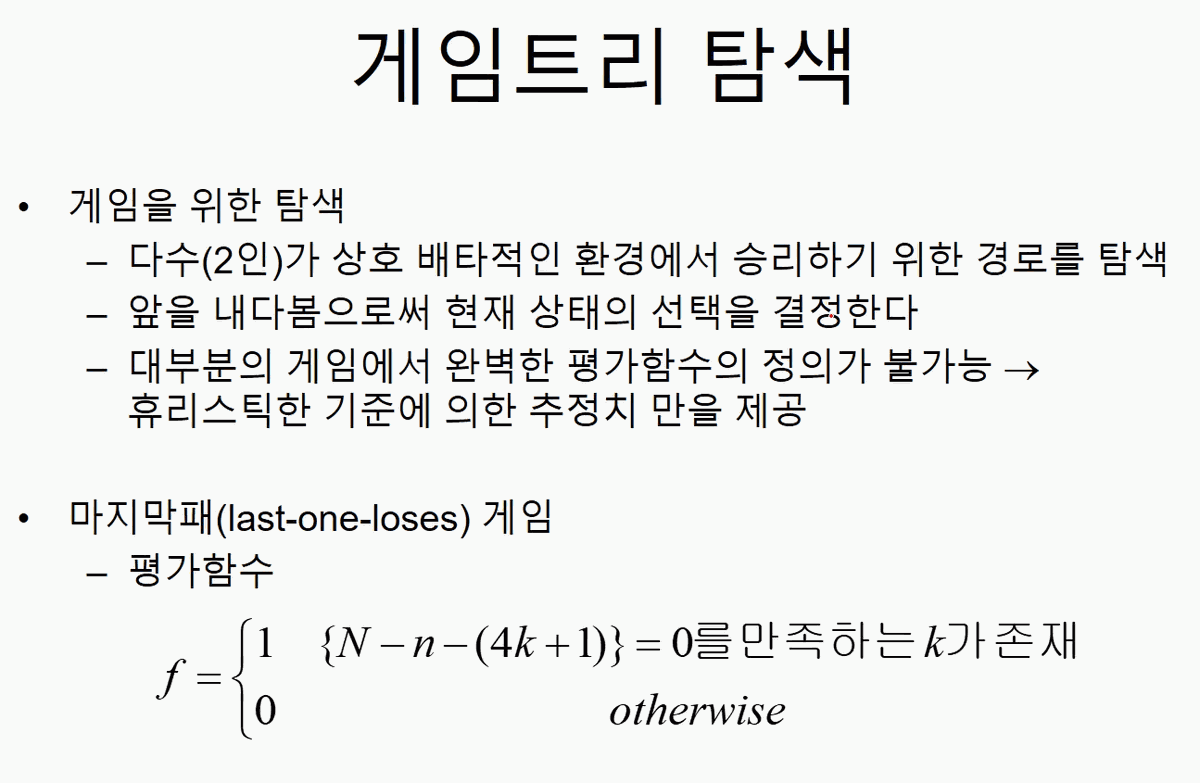 게임트리 탐색
• 게임을 위한 탐색
– 다수(2인)가 상호 배타적인 환경에서 승리하기 위한 경로를 탐색
– 앞을 내다봄으로써 현재 상태의 선택을 결정한다
– 대부분의 게임에서 완벽한 평가함수의 정의가 불가능 →
휴리스틱한 기준에 의한 추정치 만을 제공
• 마지막패(last-one-loses) 게임
– 평가함수
f = { 1 {N − n − (4k + 1)} = 0를 만족하는 k가 존재
0 otherwise